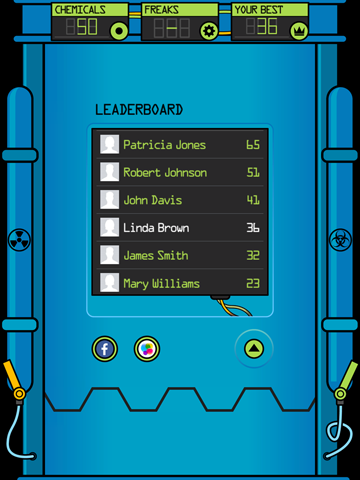 CHEMICALS FREAKS YOUR BEST
50 - 36
LEADERBOARD
Patricia Jones 65
Robert Johnson 51
John Davis 41
Linda Brown 36
James Smith 32
Mary Williams 23
f